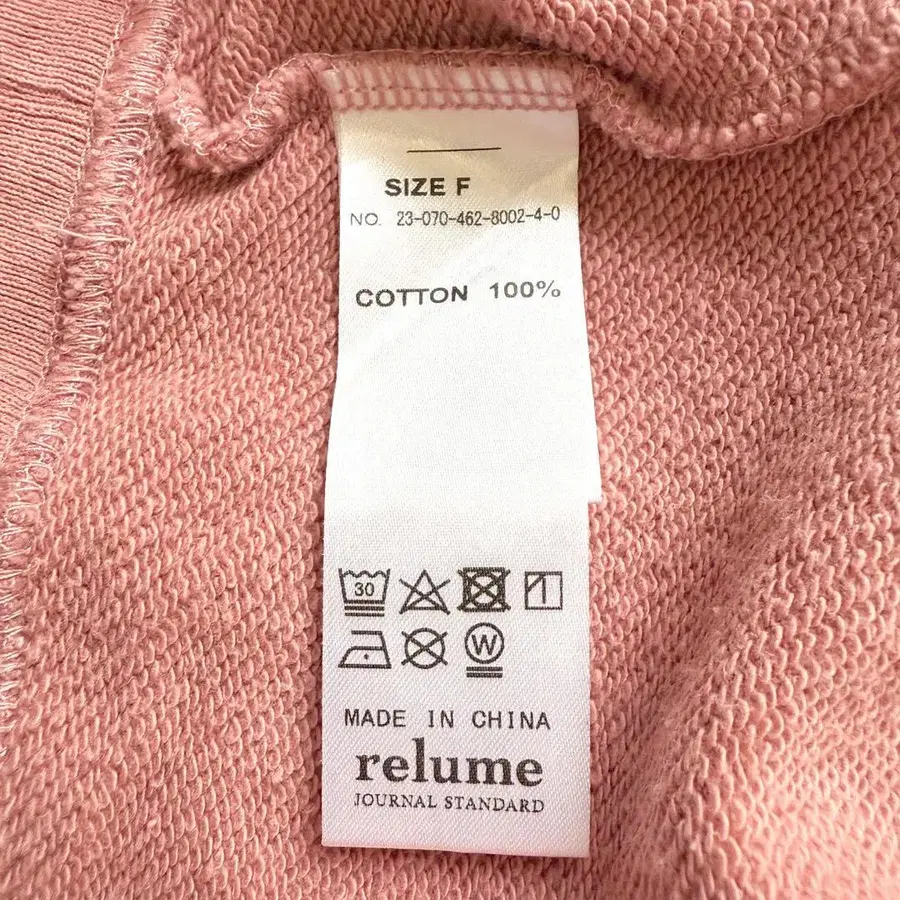 SIZE F
NO. 23-070-462-8002-4-0
COTTON 100%
30
W
MADE IN CHINA
relume
JOURNAL STANDARD